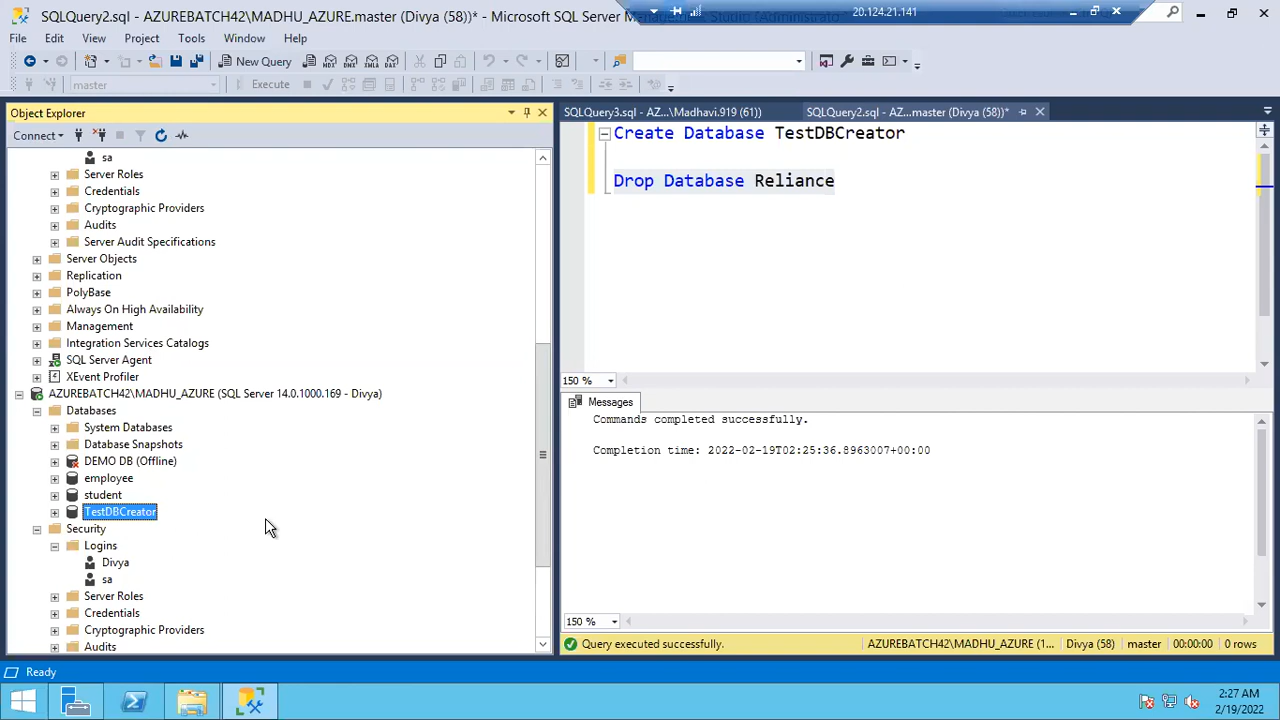 SQLQuery2.sql - AZUREBATCH42\MADHU_AZURE.master (Divya (58))* - Microsoft SQL Server
20.124.21.141
File Edit View Project Tools Window Help
New Query
master
Execute
Object Explorer
SQLQuery3.sql - AZ...\Madhavi.919 (61))
SQLQuery2.sql - AZ...master (Divya (58))*
Connect
sa
Server Roles
Credentials
Cryptographic Providers
Audits
Server Audit Specifications
Server Objects
Replication
PolyBase
Always On High Availability
Management
Integration Services Catalogs
SQL Server Agent
XEvent Profiler
AZUREBATCH42\MADHU_AZURE (SQL Server 14.0.1000.169 - Divya)
Databases
System Databases
Database Snapshots
DEMO DB (Offline)
employee
student
TestDBCreator
Security
Logins
Divya
sa
Server Roles
Credentials
Cryptographic Providers
Audits
Create Database TestDBCreator
Drop Database Reliance
150 %
Messages
Commands completed successfully.
Completion time: 2022-02-19T02:25:36.8963007+00:00
150 %
Query executed successfully.
AZUREBATCH42\MADHU_AZURE (1...
Divya (58)
master
00:00:00
0 rows
Ready
2:27 AM
2/19/2022